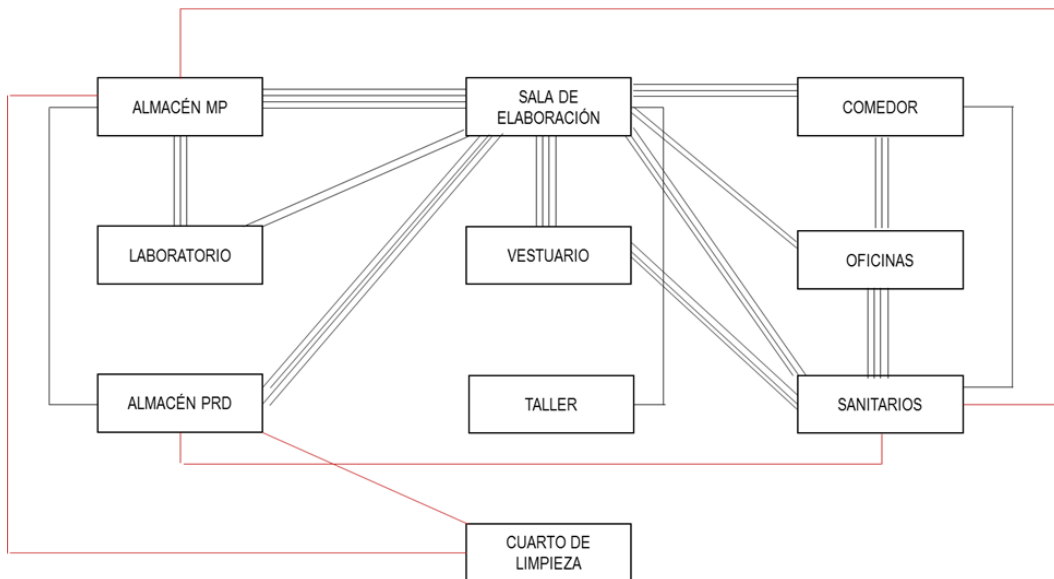 ALMACÉN MP
SALA DE
ELABORACIÓN
COMEDOR
LABORATORIO
VESTUARIO
OFICINAS
ALMACÉN PRD
TALLER
SANITARIOS
CUARTO DE
LIMPIEZA